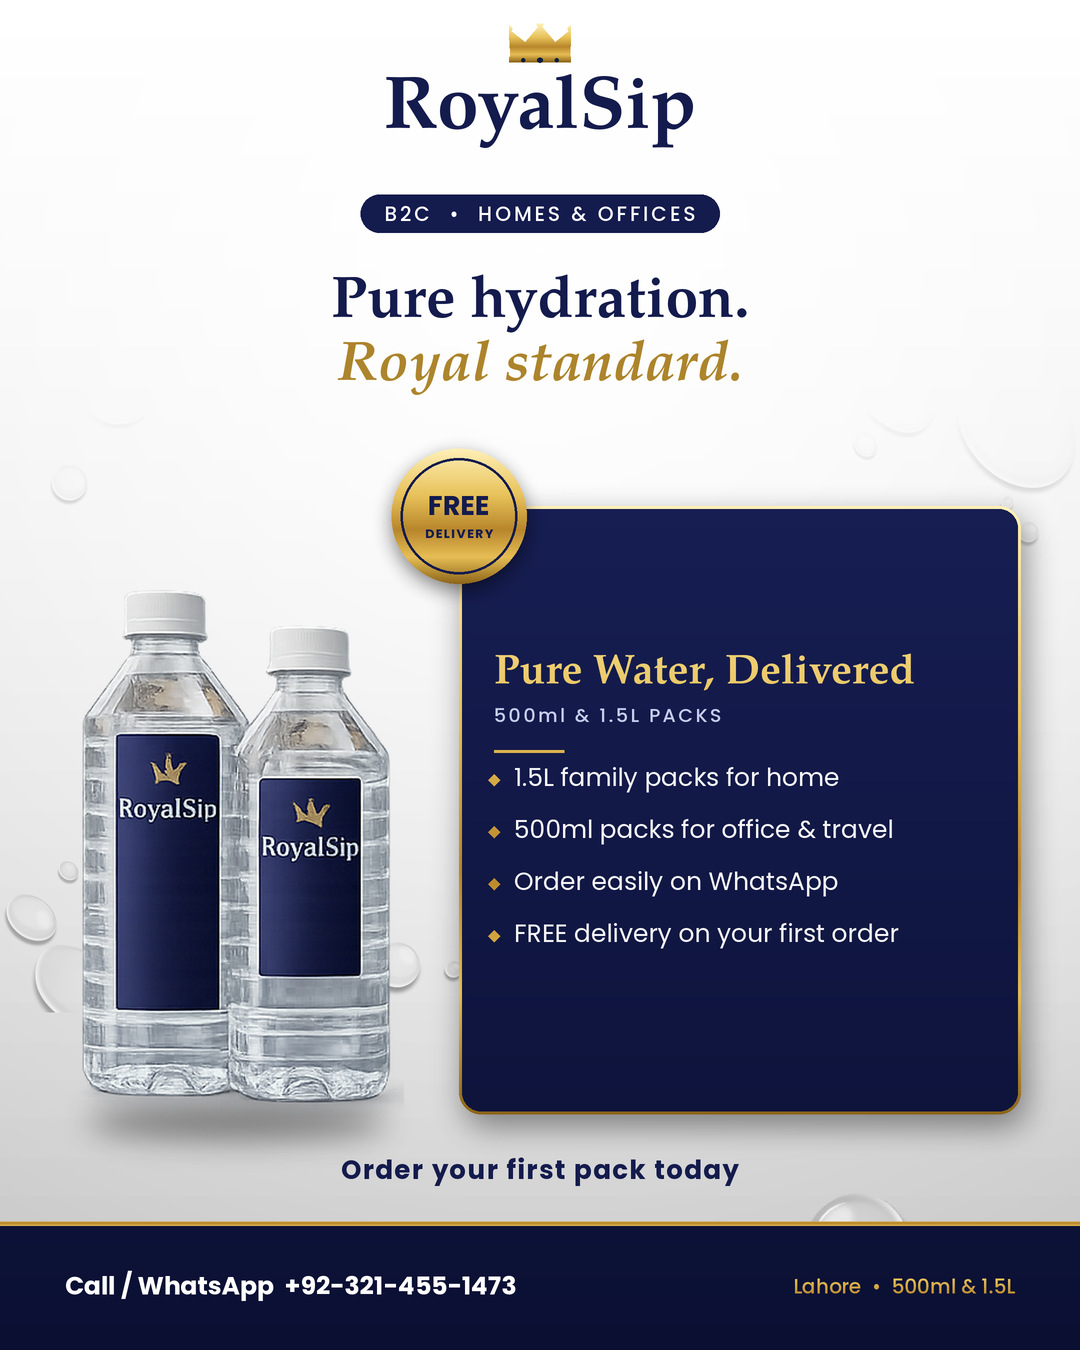 RoyalSip
B2C • HOMES & OFFICES
Pure hydration.
Royal standard.
FREE
DELIVERY
Pure Water, Delivered
500ml & 1.5L PACKS
1.5L family packs for home
500ml packs for office & travel
Order easily on WhatsApp
FREE delivery on your first order
RoyalSip
RoyalSip
Order your first pack today
Call / WhatsApp +92-321-455-1473
Lahore • 500ml & 1.5L